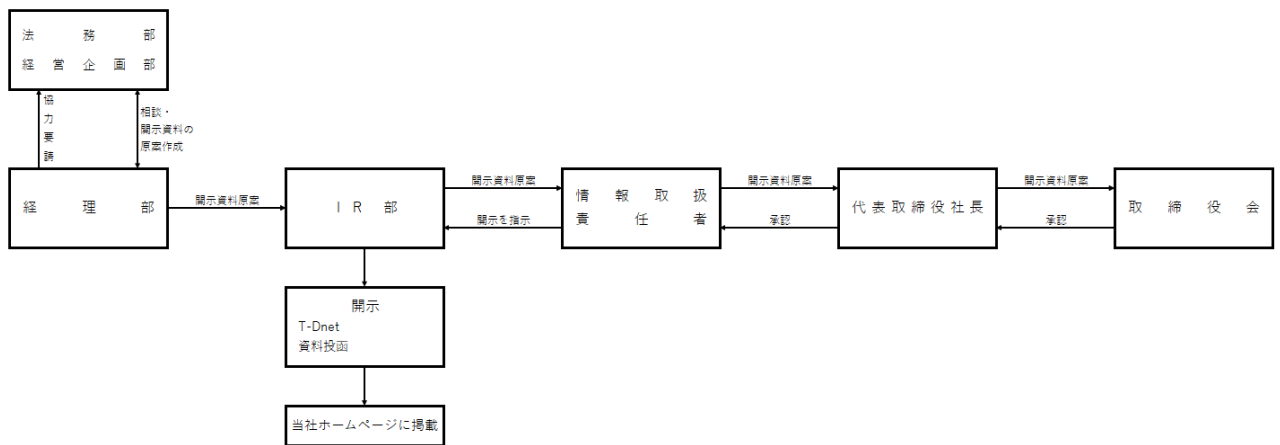 法務部
経営企画部
協力要請
相談・
開示資料の
原案作成
経理部
開示資料原案
IR部
開示資料原案
開示を指示
情報取扱
責任者
開示資料原案
承認
代表取締役社長
開示資料原案
承認
取締役会
開示
T-Dnet
資料投函
当社ホームページに掲載